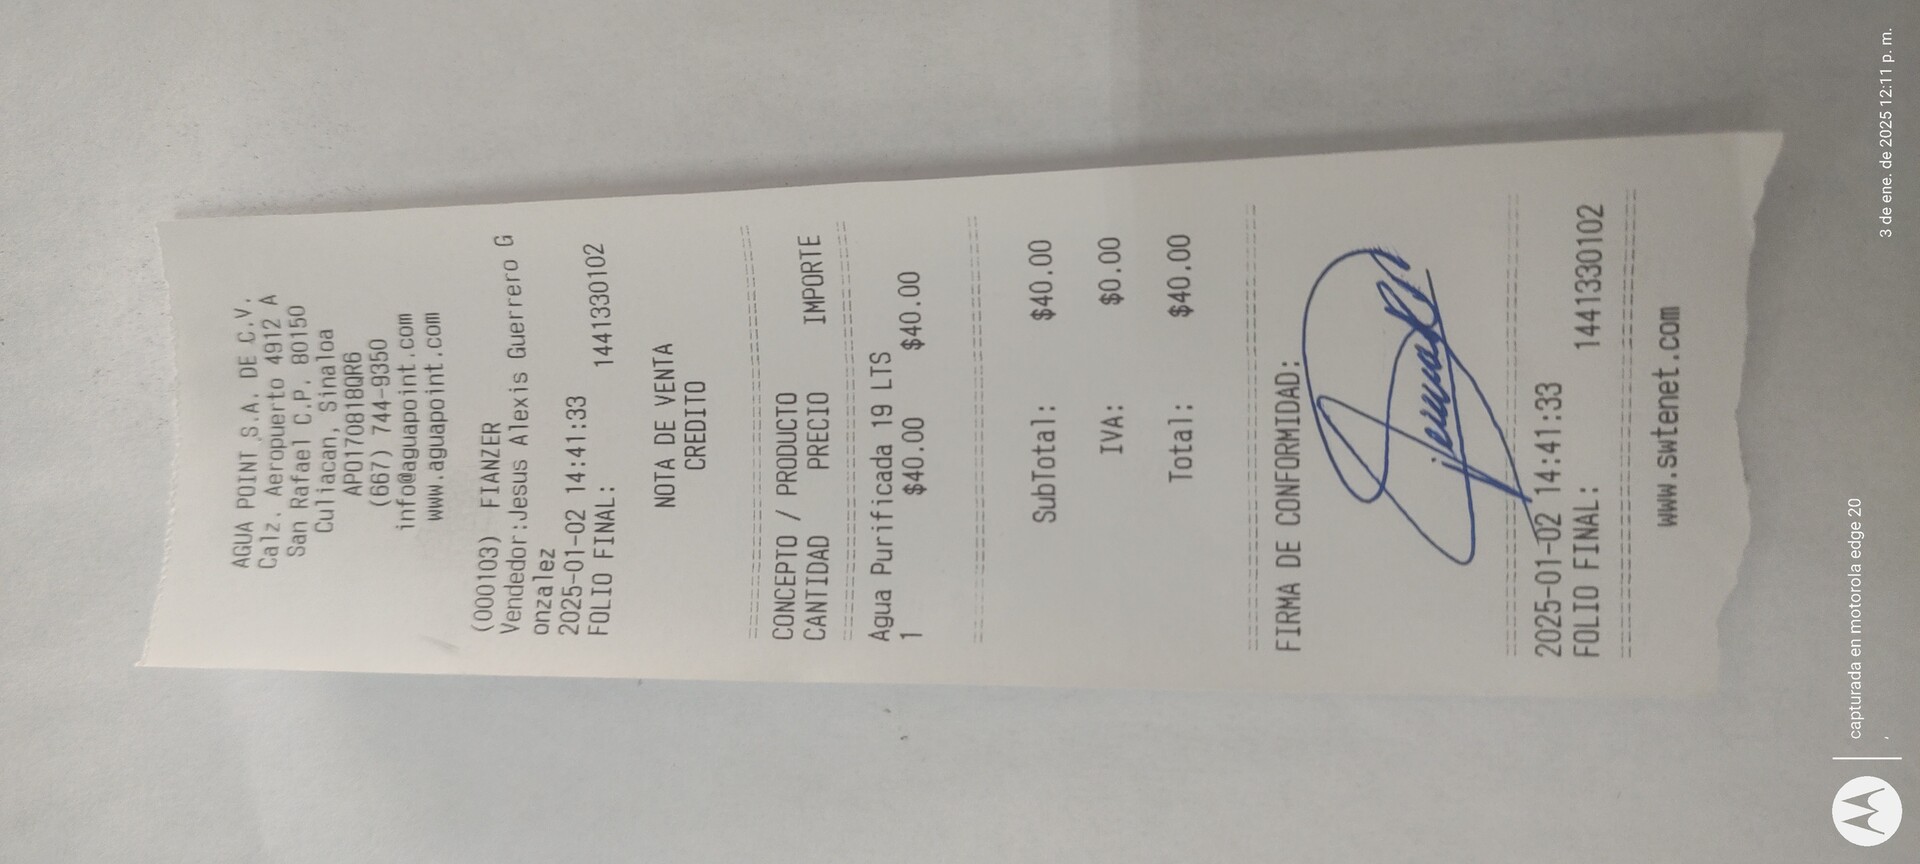 AGUA POINT S.A. DE C.V.
Calz. Aeropuerto 4912 A
San Rafael C.P. 80150
Culiacan, Sinaloa
APO170818QR6
(667) 744-9350
info@aguapoint.com
www.aguapoint.com
(000103) FIANZER
Vendedor:Jesus Alexis Guerrero G
onzalez
2025-01-02 14:41:33
FOLIO FINAL: 1441330102
NOTA DE VENTA
CREDITO
CONCEPTO / PRODUCTO
CANTIDAD PRECIO IMPORTE
Agua Purificada 19 LTS
1 $40.00 $40.00
SubTotal: $40.00
IVA: $0.00
Total: $40.00
FIRMA DE CONFORMIDAD:
2025-01-02 14:41:33
FOLIO FINAL: 1441330102
www.swtenet.com
capturada en motorola edge 20
3 de ene. de 2025 12:11 p. m.